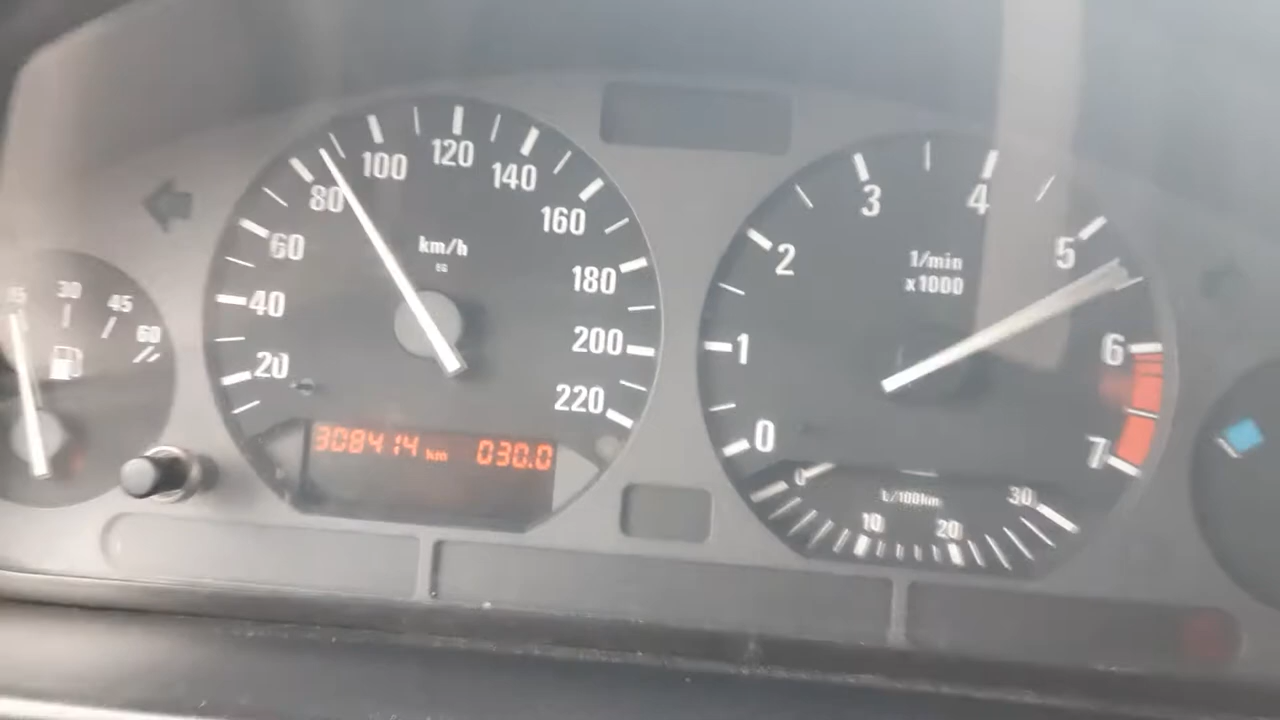 15 30 45 60
20 40 60 80 100 120 140 160 180 200 220
km/h
308414 km 030.0
0 1 2 3 4 5 6 7
1/min
x1000
0 10 20 30
L/100km